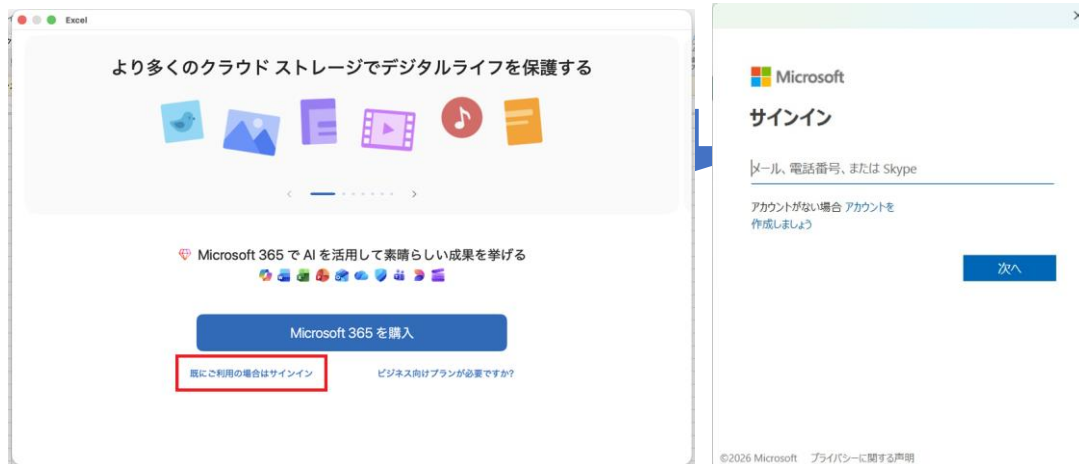 Excel
より多くのクラウド ストレージでデジタルライフを保護する
Microsoft 365 で AI を活用して素晴らしい成果を挙げる
Microsoft 365 を購入
既にご利用の場合はサインイン
ビジネス向けプランが必要ですか?
Microsoft
サインイン
メール、電話番号、または Skype
アカウントがない場合 アカウントを
作成しましょう
次へ
©2026 Microsoft プライバシーに関する声明